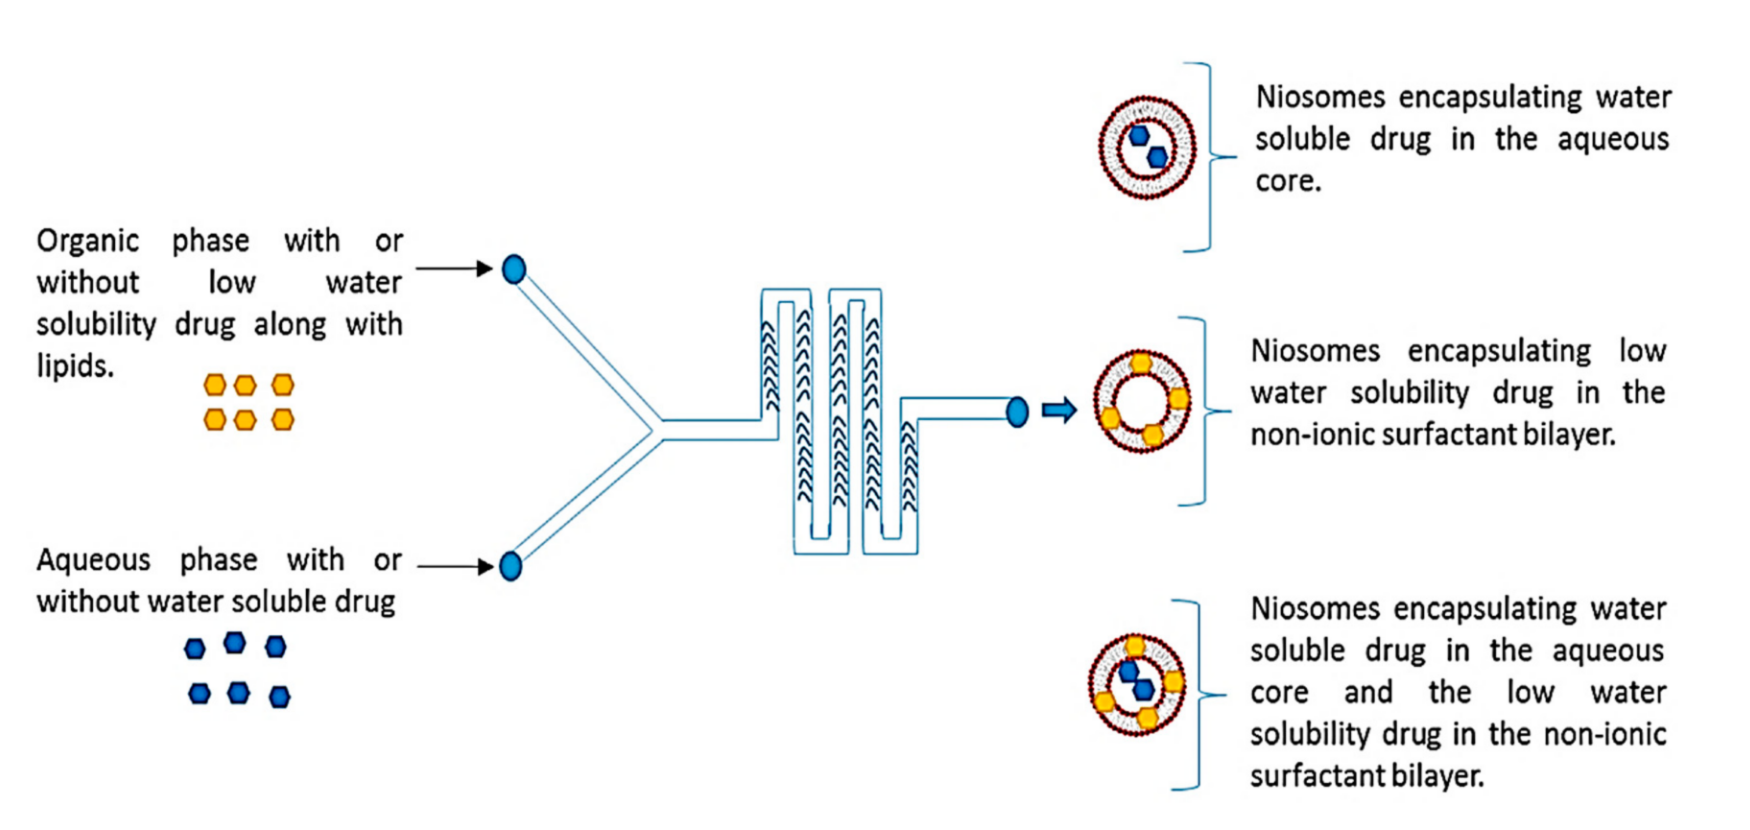 Organic phase with or
without low water
solubility drug along with
lipids.
Aqueous phase with or
without water soluble drug
Niosomes encapsulating water
soluble drug in the aqueous
core.
Niosomes encapsulating low
water solubility drug in the
non-ionic surfactant bilayer.
Niosomes encapsulating water
soluble drug in the aqueous
core and the low water
solubility drug in the non-ionic
surfactant bilayer.